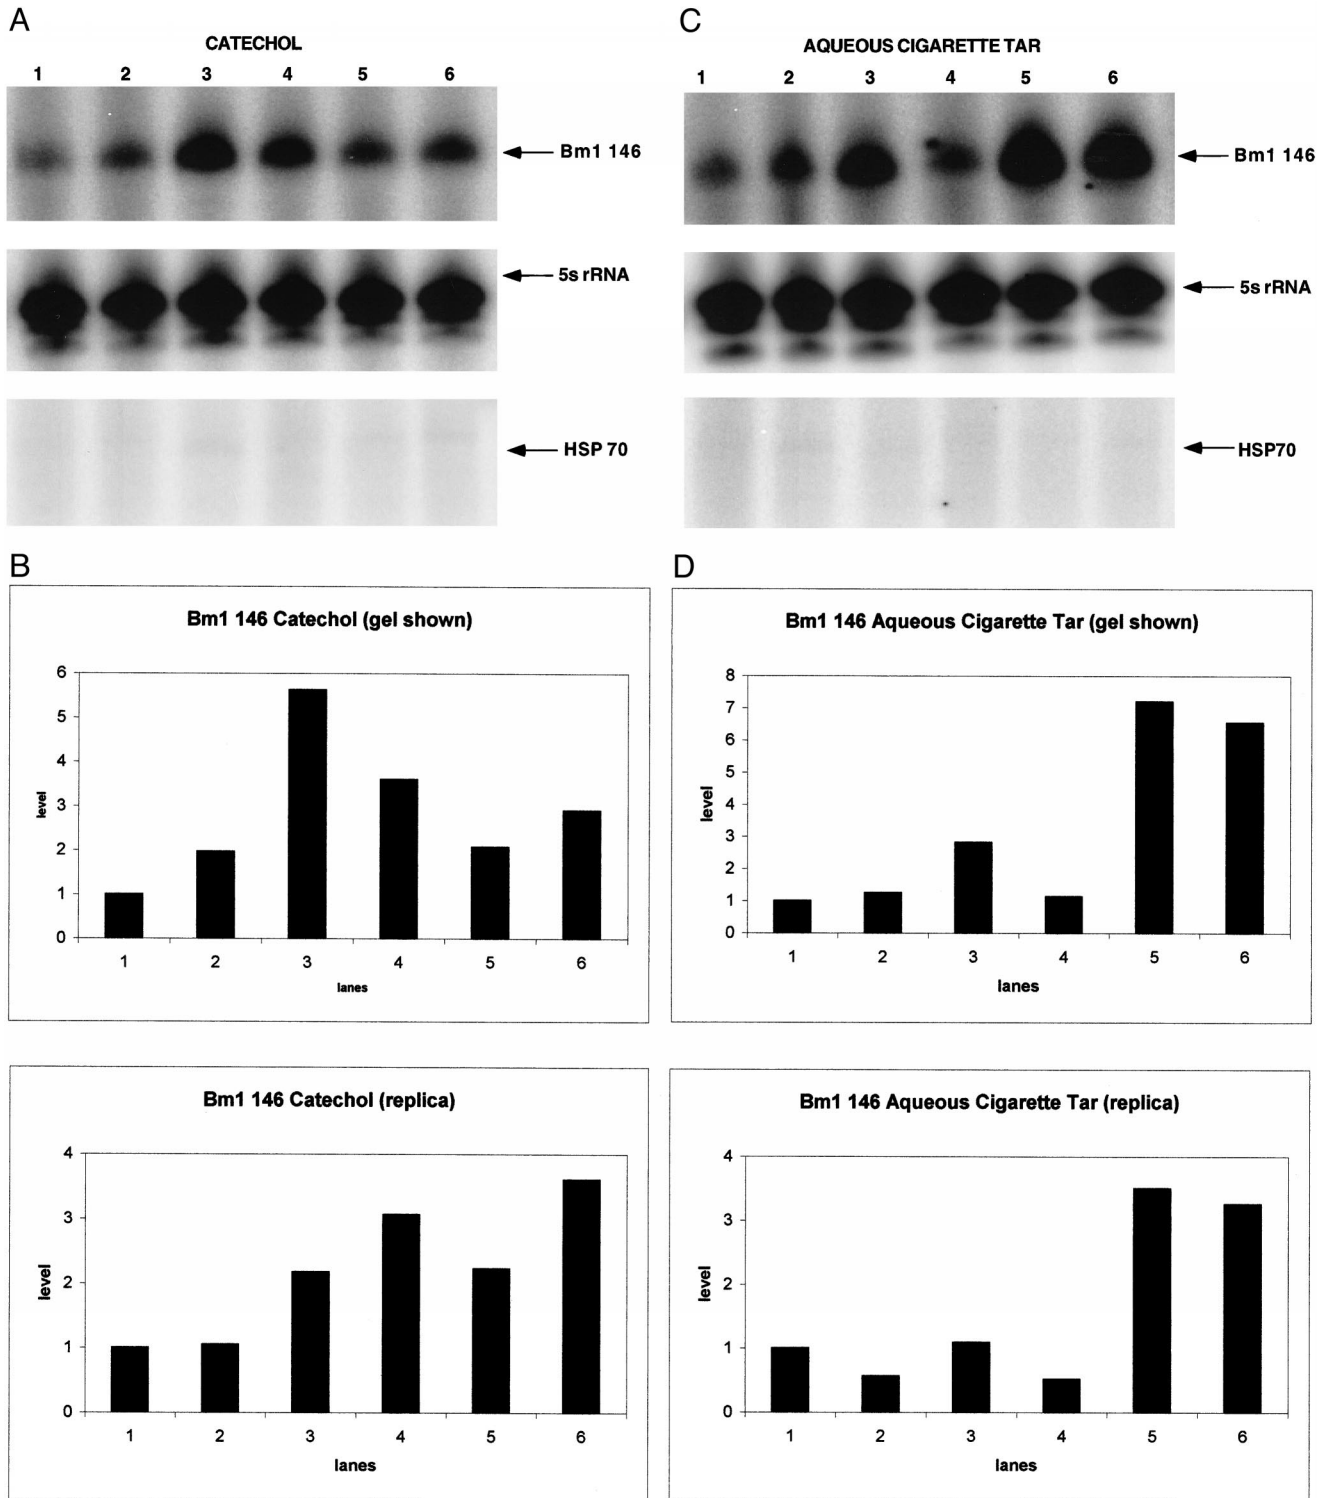 A
CATECHOL
1 2 3 4 5 6
Bm1 146
5s rRNA
HSP 70
B
Bm1 146 Catechol (gel shown)
6
5
4
3
2
1
0
level
1 2 3 4 5 6
lanes
Bm1 146 Catechol (replica)
4
3
2
1
0
level
1 2 3 4 5 6
lanes
C
AQUEOUS CIGARETTE TAR
1 2 3 4 5 6
Bm1 146
5s rRNA
HSP70
D
Bm1 146 Aqueous Cigarette Tar (gel shown)
8
7
6
5
4
3
2
1
0
level
1 2 3 4 5 6
lanes
Bm1 146 Aqueous Cigarette Tar (replica)
4
3
2
1
0
level
1 2 3 4 5 6
lanes